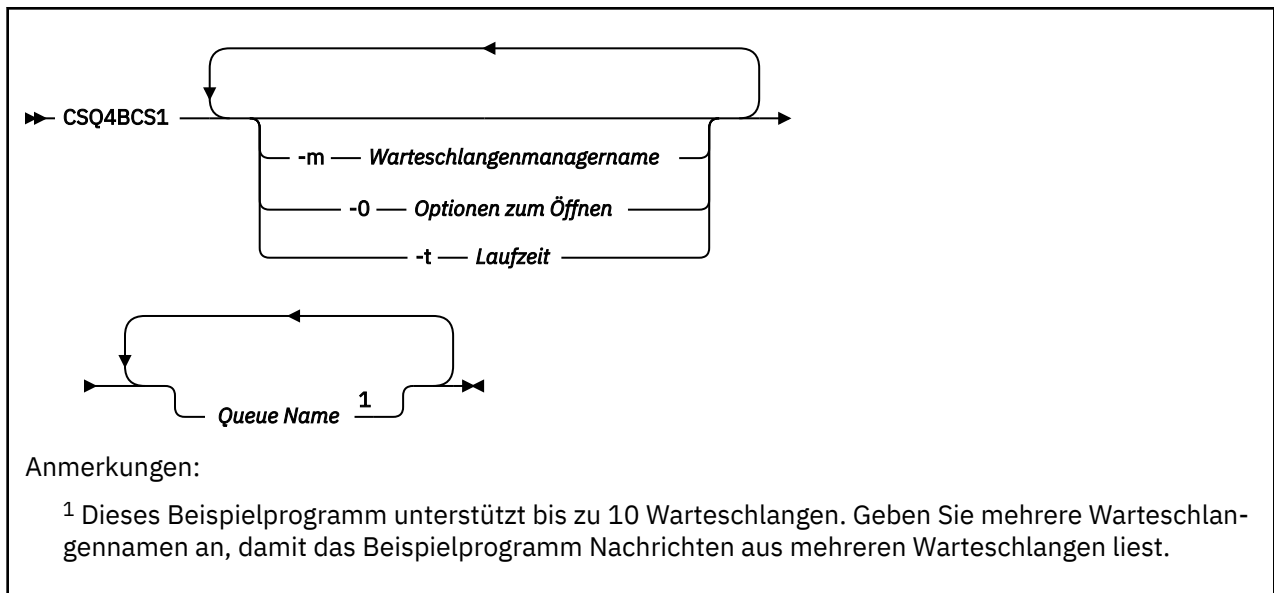 CSQ4BCS1
-m Warteschlangenmanagername
-0 Optionen zum Öffnen
-t Laufzeit
Queue Name 1
Anmerkungen:
1 Dieses Beispielprogramm unterstützt bis zu 10 Warteschlangen. Geben Sie mehrere Warteschlan-
gennamen an, damit das Beispielprogramm Nachrichten aus mehreren Warteschlangen liest.